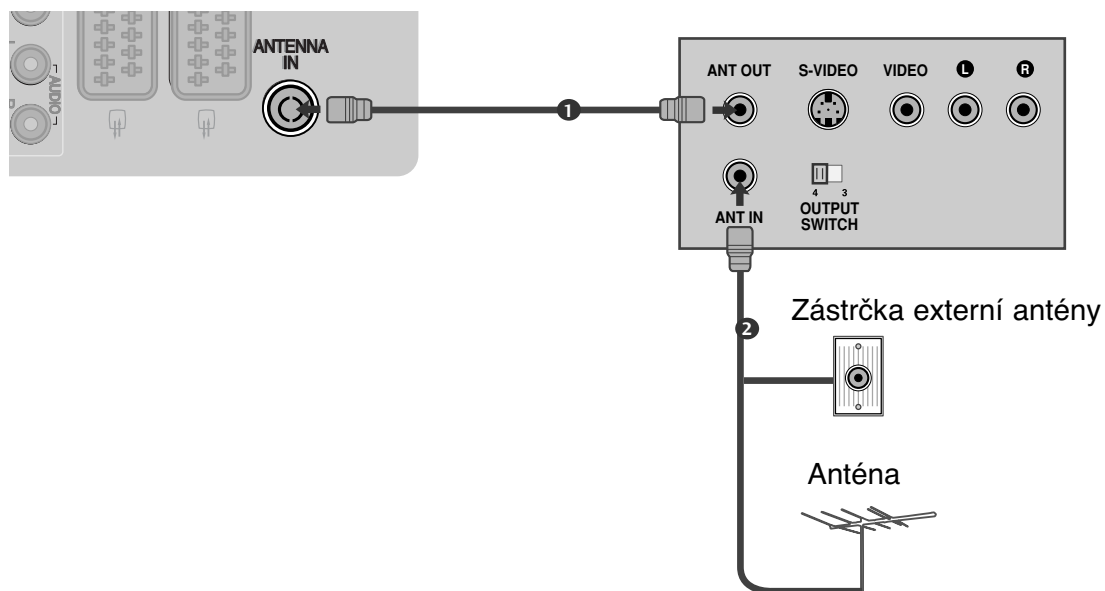 ANTENNA
IN
AUDIO
R
1
ANT OUT S-VIDEO VIDEO L R
ANT IN
4 3
OUTPUT
SWITCH
2
Zástrčka externí antény
Anténa